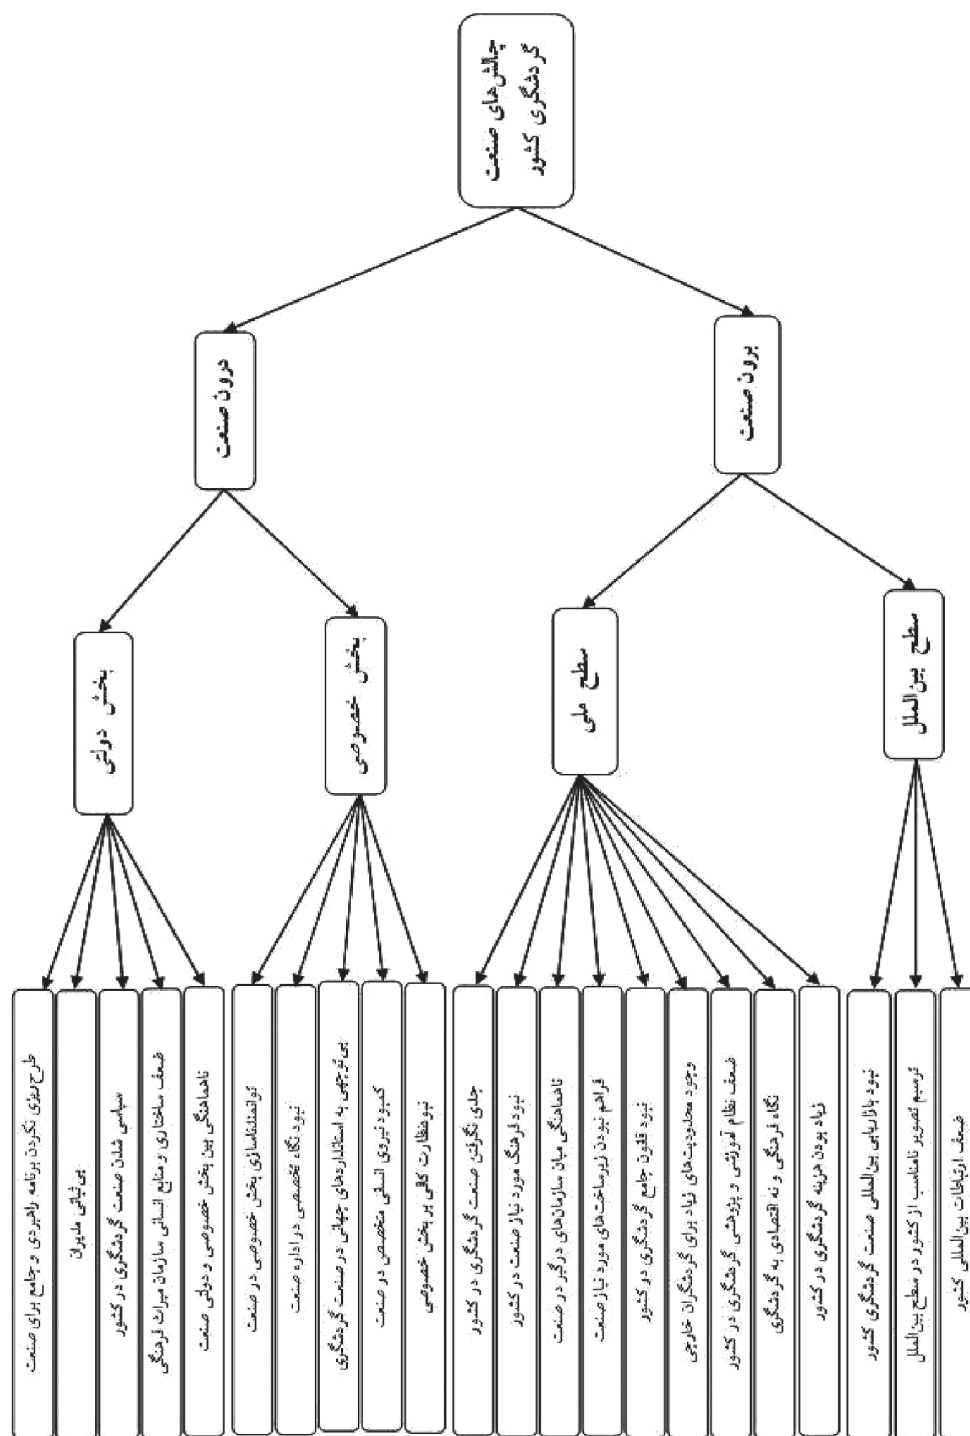 چالش‌های صنعت
گردشگری کشور
درون صنعت
برون صنعت
بخش دولتی
بخش خصوصی
سطح ملی
سطح بین‌الملل
طرح‌ریزی نکردن برنامه راهبردی و جامع برای صنعت
بی‌ثباتی مدیران
سیاسی شدن صنعت گردشگری در کشور
ضعف ساختاری و منابع انسانی سازمان میراث فرهنگی
ناهماهنگی بین بخش خصوصی و دولتی صنعت
توانمندنامسازی بخش خصوصی در صنعت
نبود نگاه تخصصی در اداره صنعت
بی‌توجهی به استانداردهای جهانی در صنعت گردشگری
کمبود نیروی انسانی متخصص در صنعت
نبود نظارت کافی بر بخش خصوصی
جدی نگرفتن صنعت گردشگری در کشور
نبود فرهنگ مورد نیاز صنعت در کشور
ناهماهنگی میان سازمان‌های درگیر در صنعت
فراهم نبودن زیرساخت‌های مورد نیاز صنعت
نبود قانون جامع گردشگری در کشور
وجود محدودیت‌های زیاد برای گردشگران خارجی
ضعف نظام آموزشی و پژوهشی گردشگری در کشور
نگاه فرهنگی و نه اقتصادی به گردشگری
زیاد بودن هزینه گردشگری در کشور
نبود بازاریابی بین‌المللی صنعت گردشگری کشور
ترسیم تصویر نامناسب از کشور در سطح بین‌الملل
ضعف ارتباطات بین‌المللی کشور